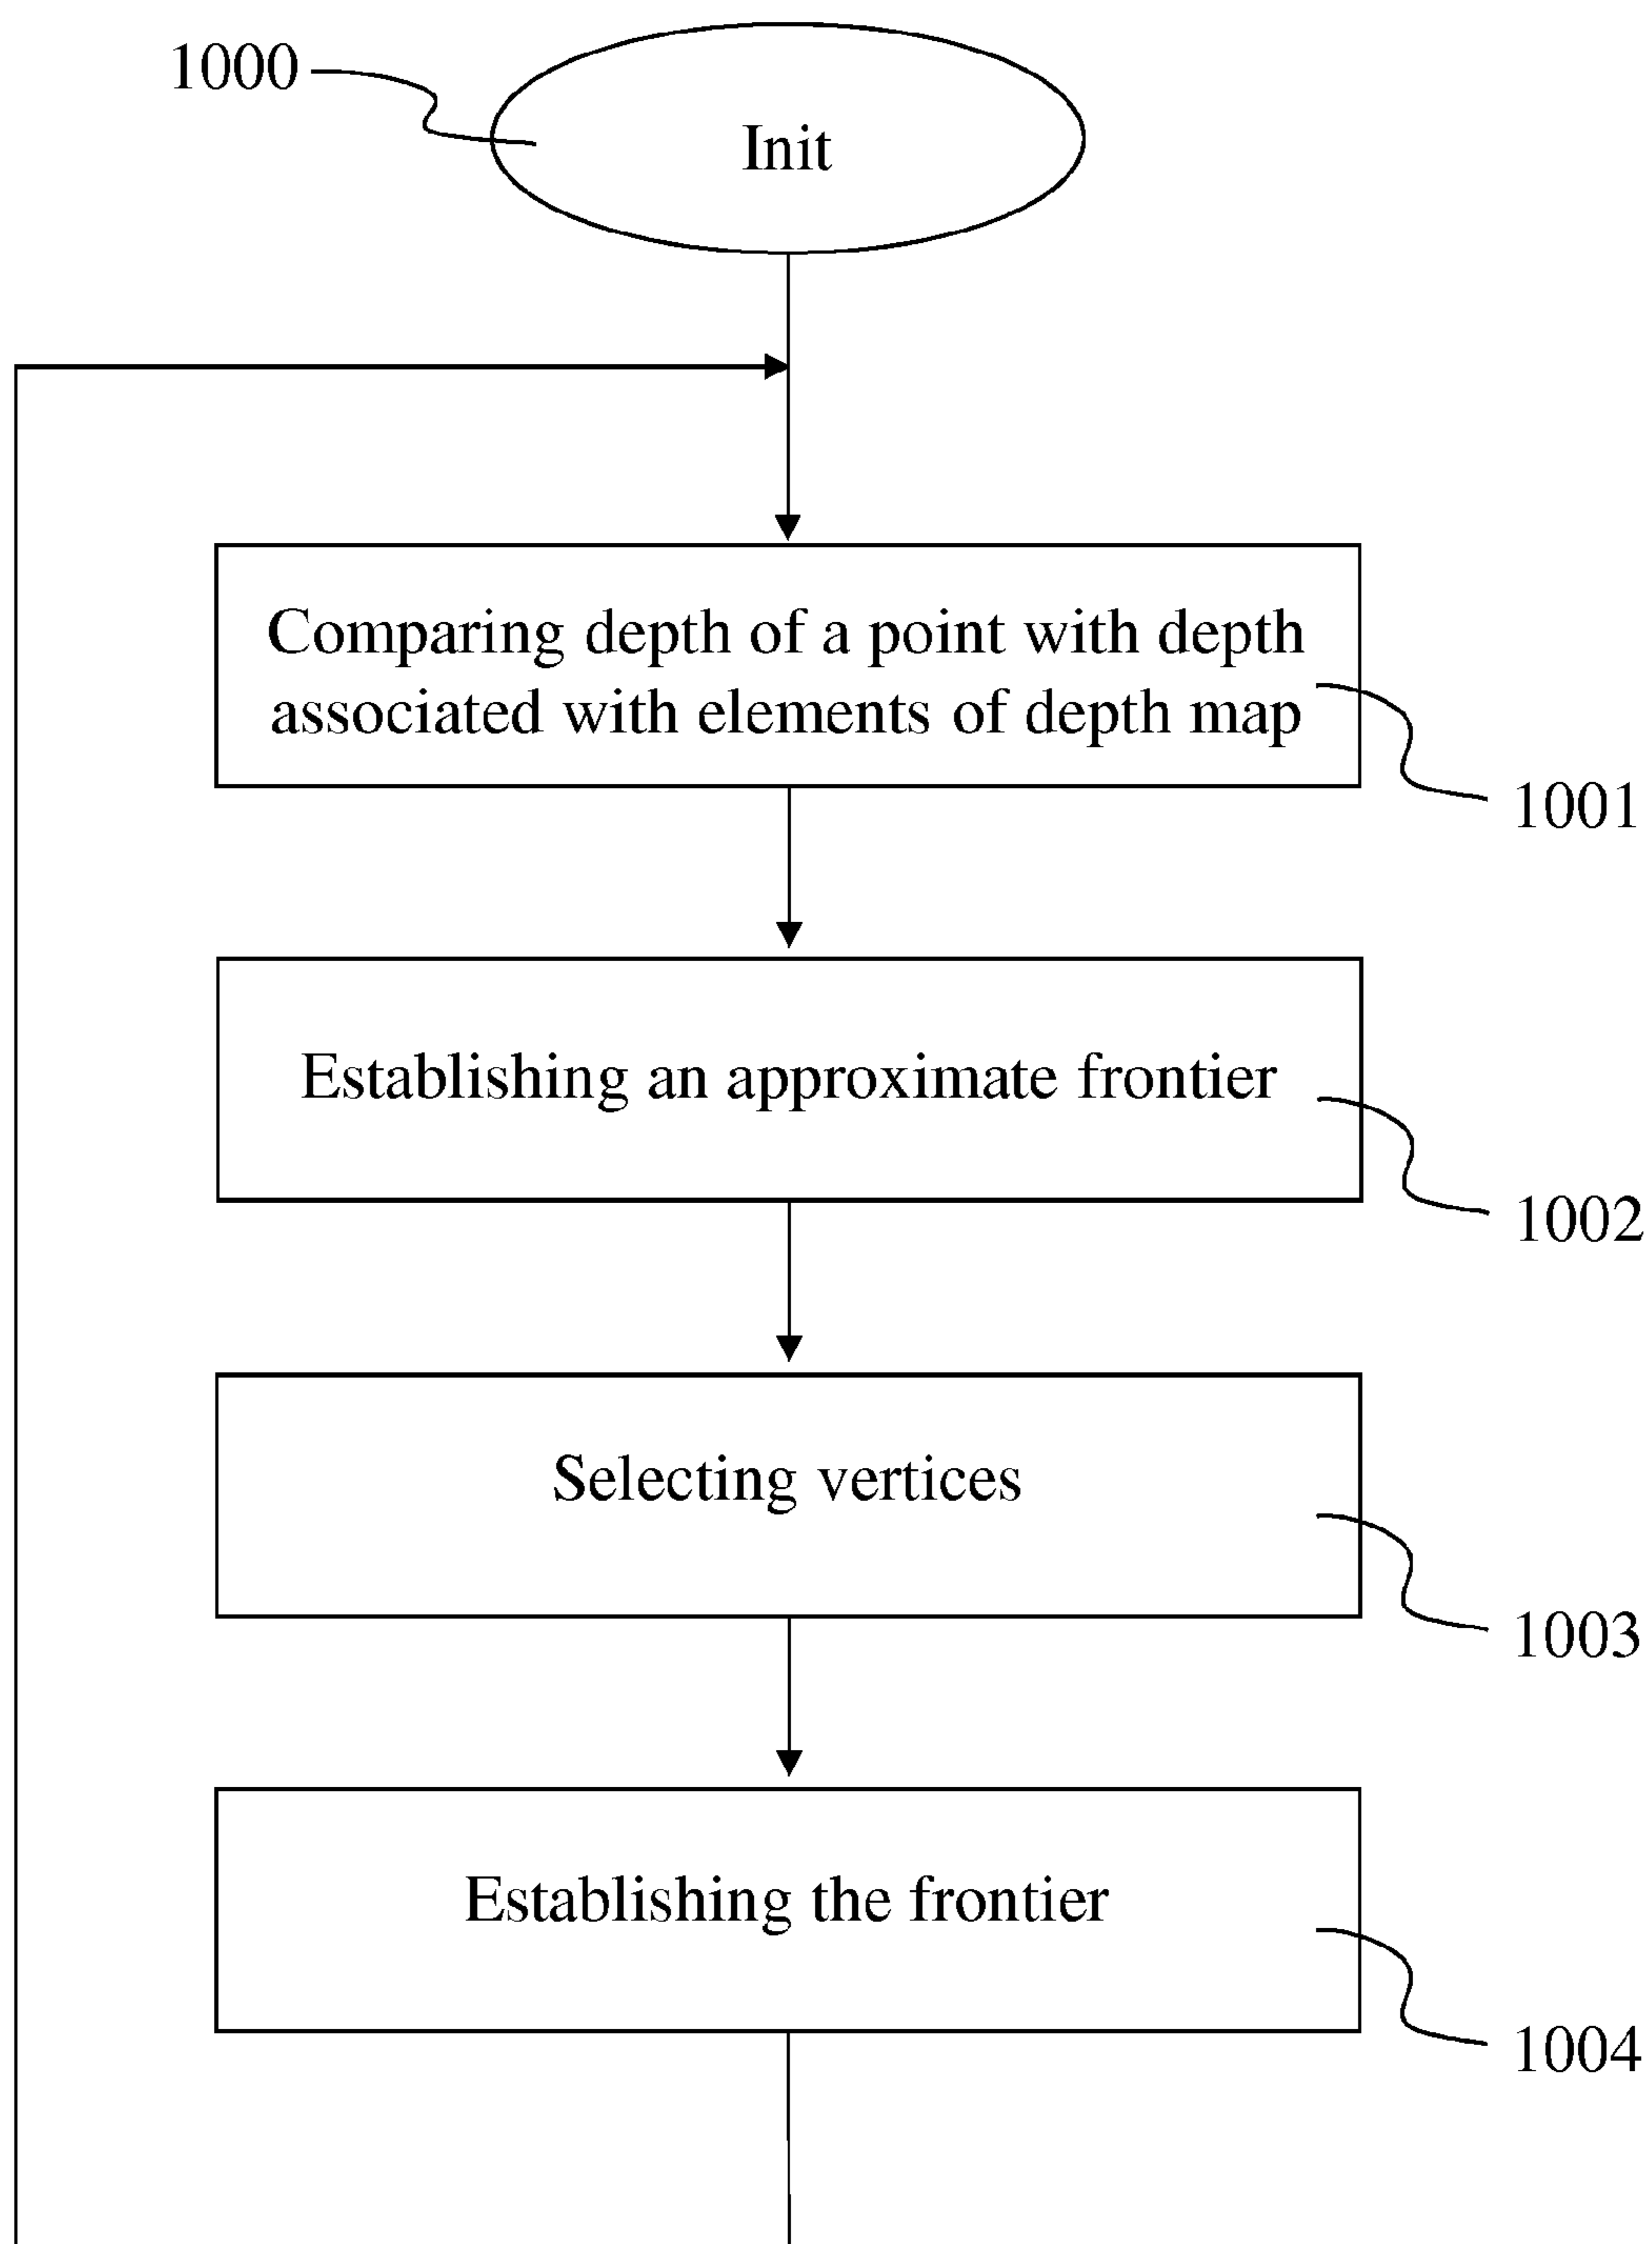 1000
Init
Comparing depth of a point with depth
associated with elements of depth map
1001
Establishing an approximate frontier
1002
Selecting vertices
1003
Establishing the frontier
1004